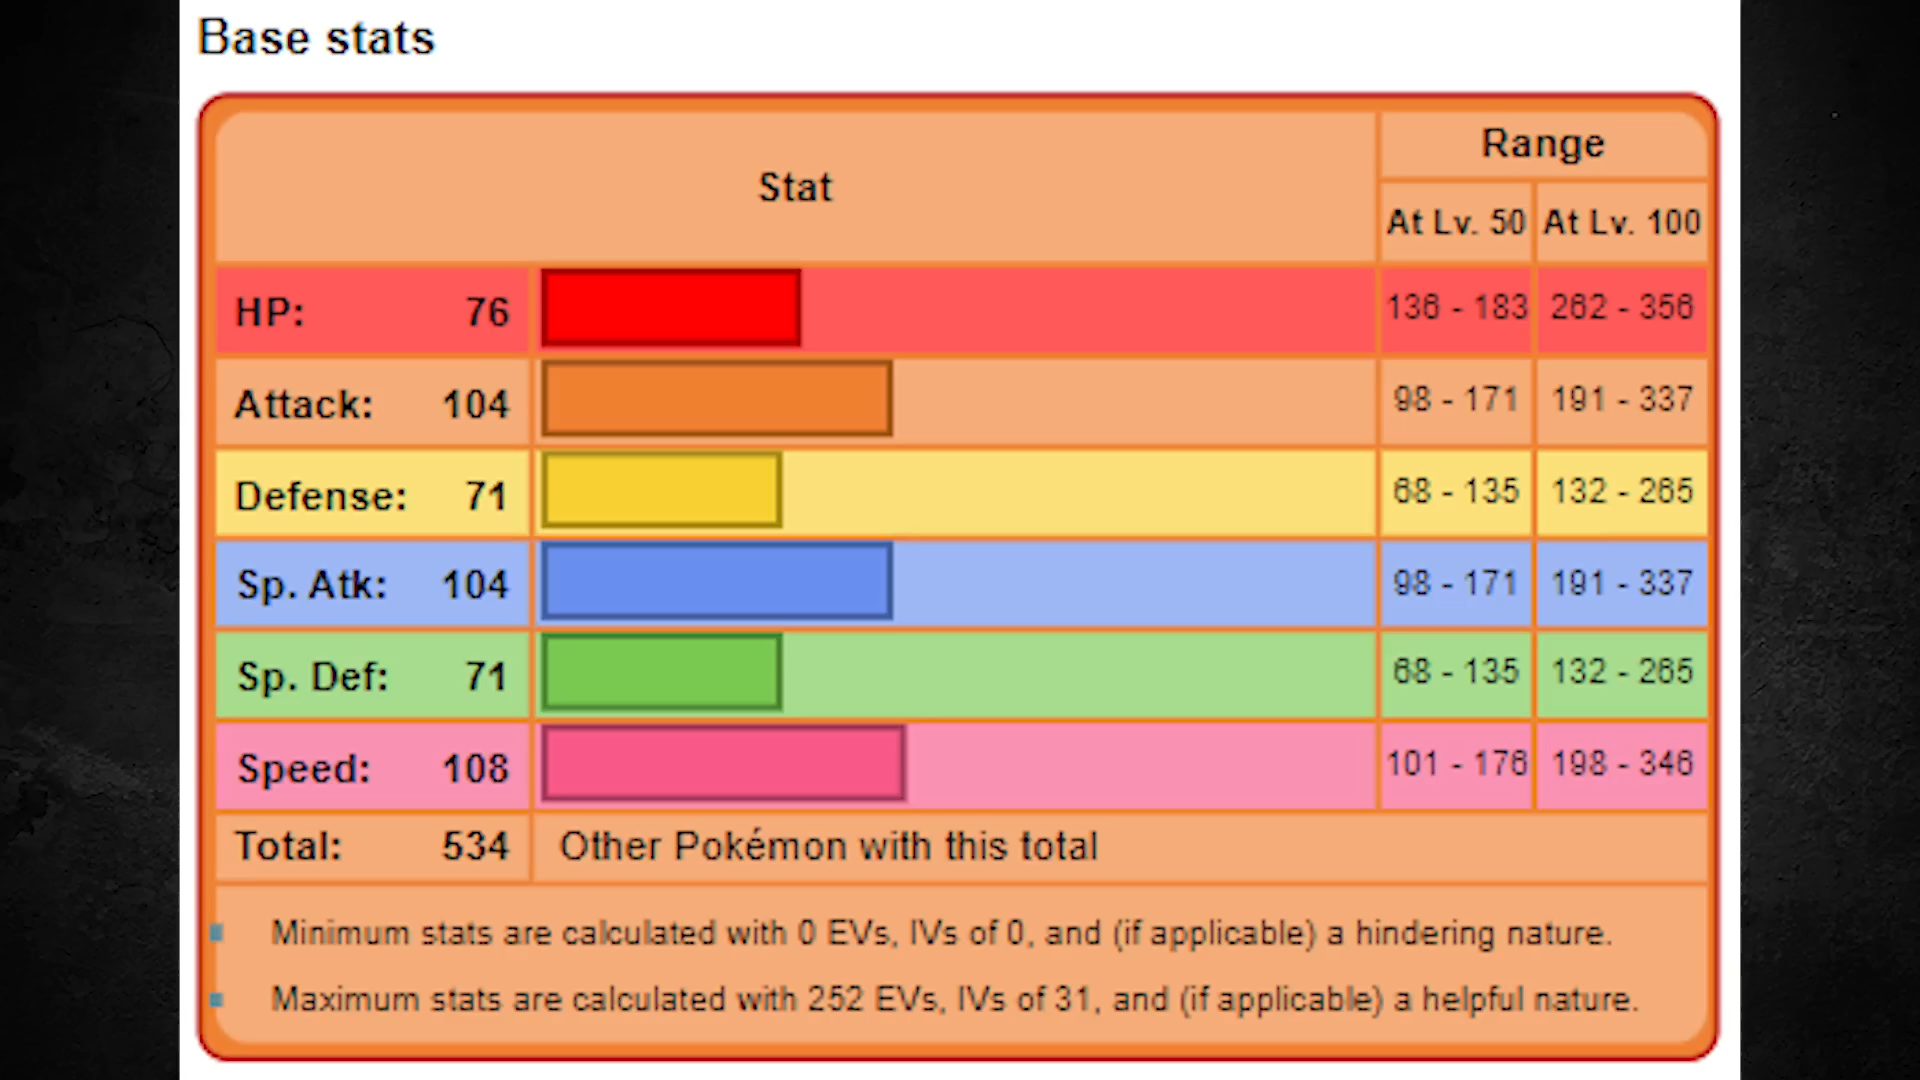 Base stats
Stat
Range
At Lv. 50 At Lv. 100
HP: 76 136 - 183 262 - 356
Attack: 104 98 - 171 191 - 337
Defense: 71 68 - 135 132 - 265
Sp. Atk: 104 98 - 171 191 - 337
Sp. Def: 71 68 - 135 132 - 265
Speed: 108 101 - 176 198 - 346
Total: 534 Other Pokémon with this total
Minimum stats are calculated with 0 EVs, IVs of 0, and (if applicable) a hindering nature.
Maximum stats are calculated with 252 EVs, IVs of 31, and (if applicable) a helpful nature.